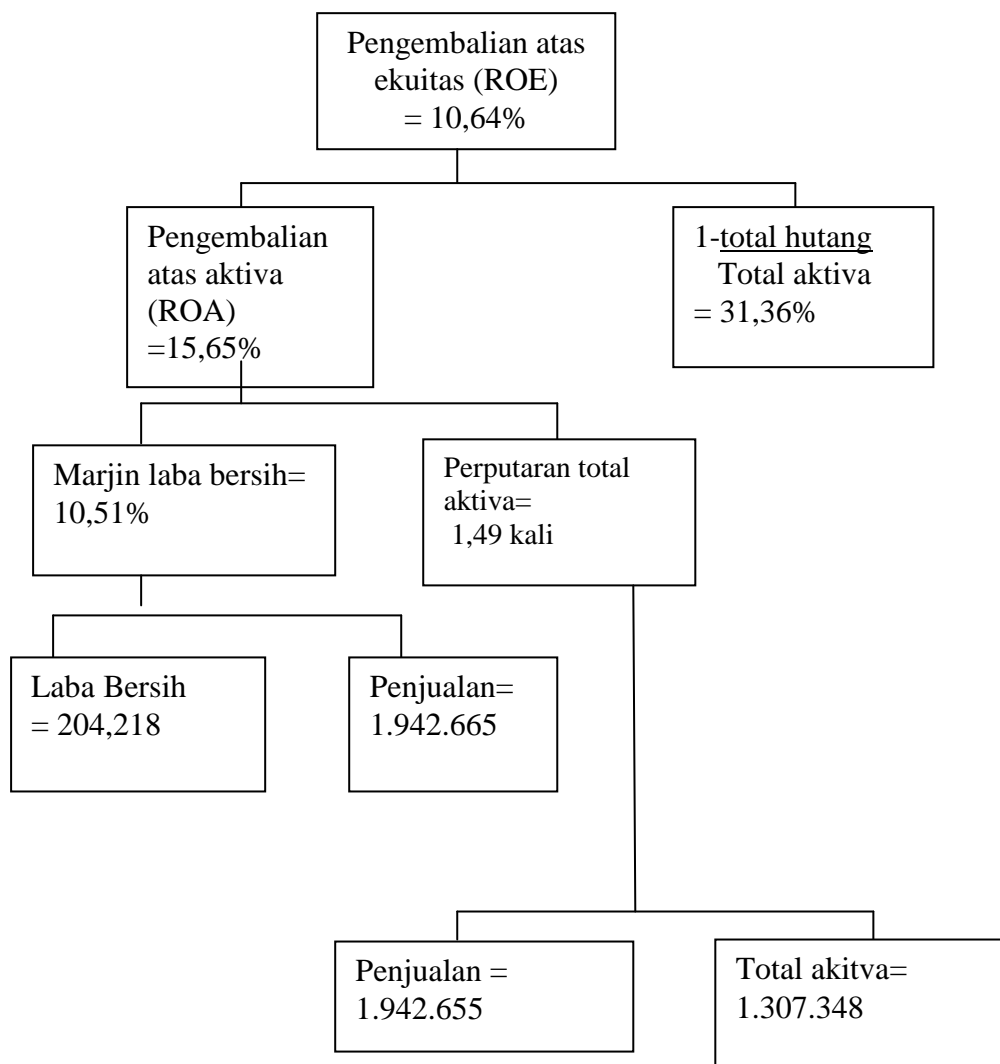 Pengembalian atas
ekuitas (ROE)
= 10,64%
Pengembalian
atas aktiva
(ROA)
=15,65%
1-total hutang
Total aktiva
= 31,36%
Marjin laba bersih=
10,51%
Perputaran total
aktiva=
1,49 kali
Laba Bersih
= 204,218
Penjualan=
1.942.665
Penjualan =
1.942.655
Total akitva=
1.307.348